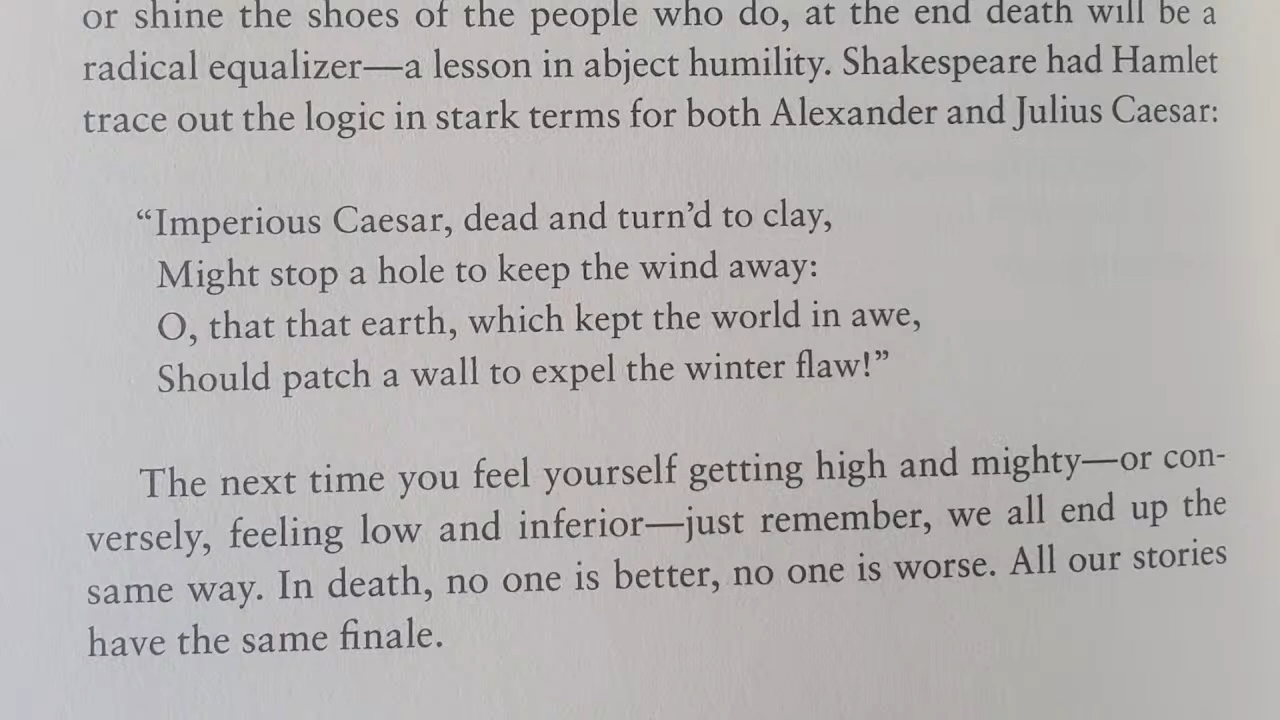 or shine the shoes of the people who do, at the end death will be a
radical equalizer—a lesson in abject humility. Shakespeare had Hamlet
trace out the logic in stark terms for both Alexander and Julius Caesar:
“Imperious Caesar, dead and turn’d to clay,
Might stop a hole to keep the wind away:
O, that that earth, which kept the world in awe,
Should patch a wall to expel the winter flaw!”
The next time you feel yourself getting high and mighty—or con-
versely, feeling low and inferior—just remember, we all end up the
same way. In death, no one is better, no one is worse. All our stories
have the same finale.